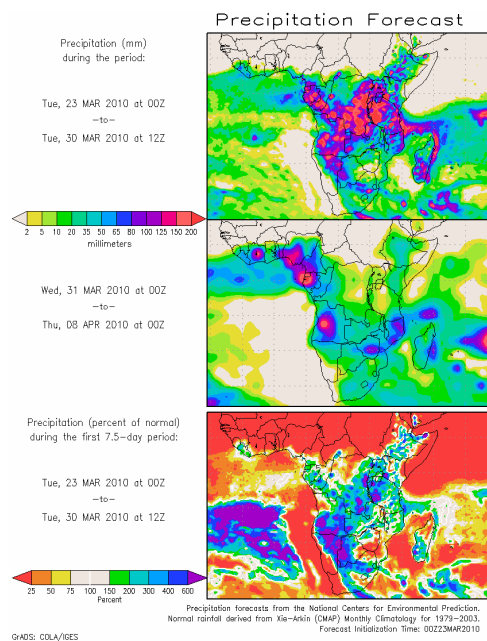 Precipitation Forecast
Precipitation (mm)
during the period:
Tue, 23 MAR 2010 at 00Z
-to-
Tue, 30 MAR 2010 at 12Z
2 5 10 20 35 50 65 80 100 125 150 200
millimeters
Wed, 31 MAR 2010 at 00Z
-to-
Thu, 08 APR 2010 at 00Z
Precipitation (percent of normal)
during the first 7.5-day period:
Tue, 23 MAR 2010 at 00Z
-to-
Tue, 30 MAR 2010 at 12Z
25 50 75 100 150 200 300 400 600
Percent
Precipitation forecasts from the National Centers for Environmental Prediction.
Normal rainfall derived from Xie-Arkin (CMAP) Monthly Climatology for 1979-2003.
Forecast Initialization Time: 00Z23MAR2010
GrADS: COLA/IGES